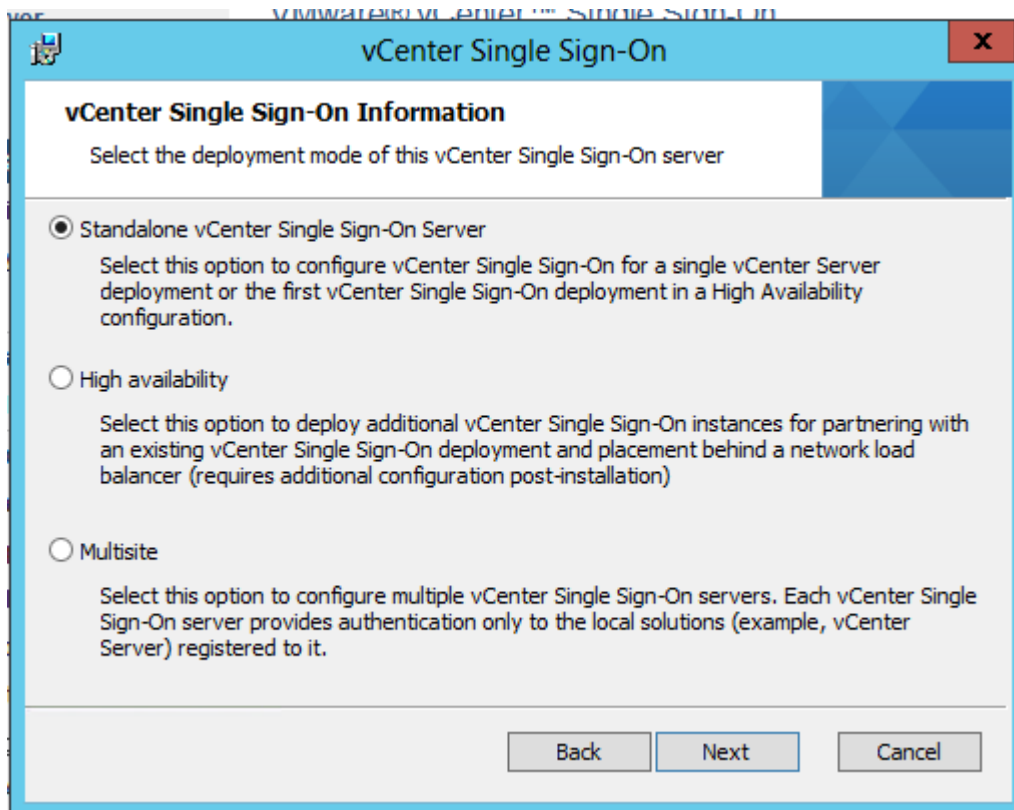 VMware® vCenter™ Single Sign-On
vCenter Single Sign-On
x
vCenter Single Sign-On Information
Select the deployment mode of this vCenter Single Sign-On server
Standalone vCenter Single Sign-On Server
Select this option to configure vCenter Single Sign-On for a single vCenter Server
deployment or the first vCenter Single Sign-On deployment in a High Availability
configuration.
High availability
Select this option to deploy additional vCenter Single Sign-On instances for partnering with
an existing vCenter Single Sign-On deployment and placement behind a network load
balancer (requires additional configuration post-installation)
Multisite
Select this option to configure multiple vCenter Single Sign-On servers. Each vCenter Single
Sign-On server provides authentication only to the local solutions (example, vCenter
Server) registered to it.
Back Next Cancel